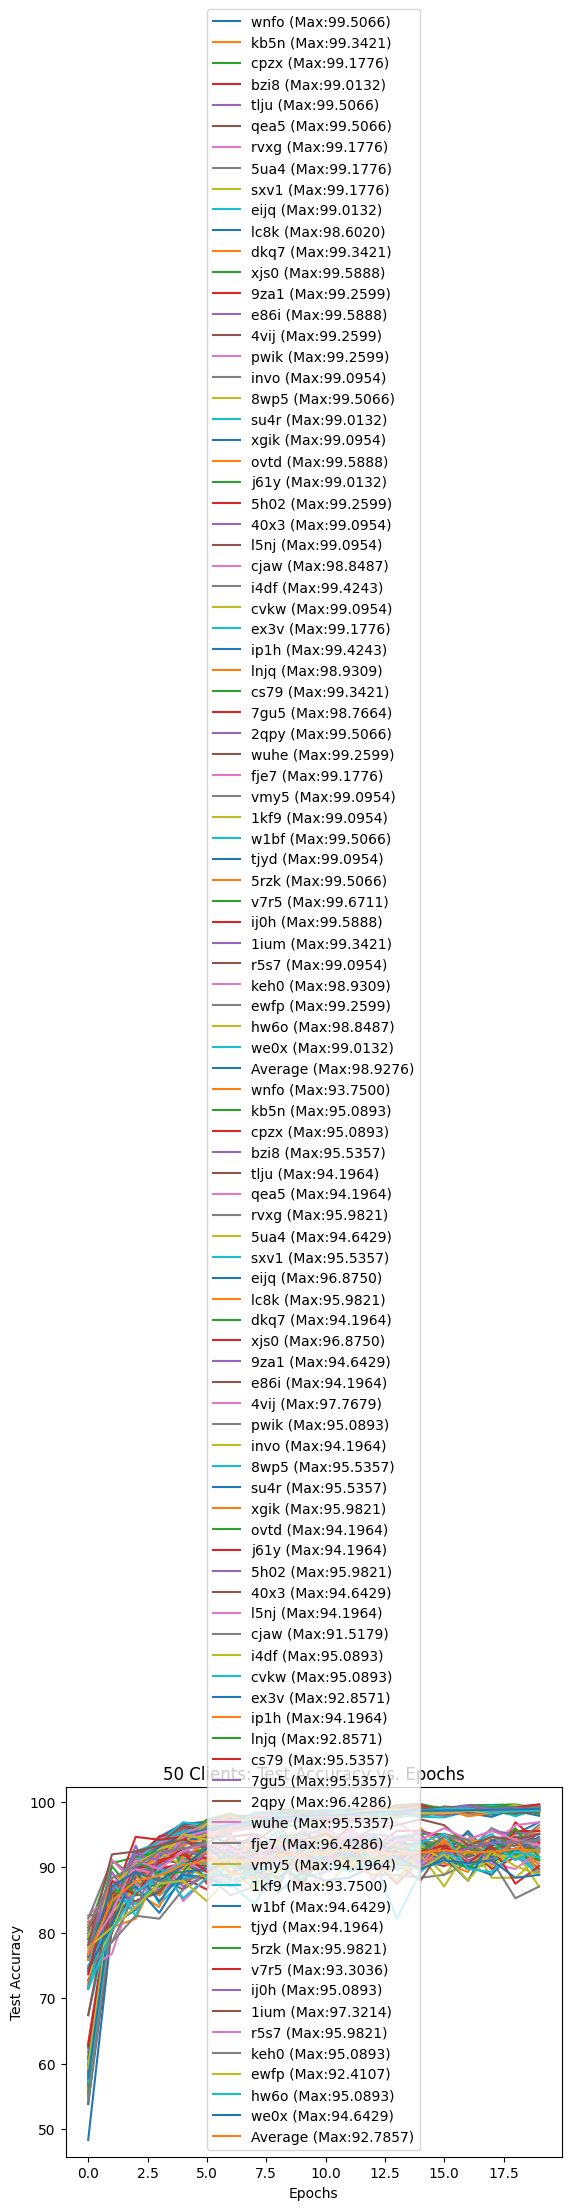 wnfo (Max:99.5066)
kb5n (Max:99.3421)
cpzx (Max:99.1776)
bzi8 (Max:99.0132)
tlju (Max:99.5066)
qea5 (Max:99.5066)
rvxg (Max:99.1776)
5ua4 (Max:99.1776)
sxv1 (Max:99.1776)
eijq (Max:99.0132)
lc8k (Max:98.6020)
dkq7 (Max:99.3421)
xjs0 (Max:99.5888)
9za1 (Max:99.2599)
e86i (Max:99.5888)
4vij (Max:99.2599)
pwik (Max:99.2599)
invo (Max:99.0954)
8wp5 (Max:99.5066)
su4r (Max:99.0132)
xgik (Max:99.0954)
ovtd (Max:99.5888)
j61y (Max:99.0132)
5h02 (Max:99.2599)
40x3 (Max:99.0954)
l5nj (Max:99.0954)
cjaw (Max:98.8487)
i4df (Max:99.4243)
cvkw (Max:99.0954)
ex3v (Max:99.1776)
ip1h (Max:99.4243)
lnjq (Max:98.9309)
cs79 (Max:99.3421)
7gu5 (Max:98.7664)
2qpy (Max:99.5066)
wuhe (Max:99.2599)
fje7 (Max:99.1776)
vmy5 (Max:99.0954)
1kf9 (Max:99.0954)
w1bf (Max:99.5066)
tjyd (Max:99.0954)
5rzk (Max:99.5066)
v7r5 (Max:99.6711)
ij0h (Max:99.5888)
1ium (Max:99.3421)
r5s7 (Max:99.0954)
keh0 (Max:98.9309)
ewfp (Max:99.2599)
hw6o (Max:98.8487)
we0x (Max:99.0132)
Average (Max:98.9276)
wnfo (Max:93.7500)
kb5n (Max:95.0893)
cpzx (Max:95.0893)
bzi8 (Max:95.5357)
tlju (Max:94.1964)
qea5 (Max:94.1964)
rvxg (Max:95.9821)
5ua4 (Max:94.6429)
sxv1 (Max:95.5357)
eijq (Max:96.8750)
lc8k (Max:95.9821)
dkq7 (Max:94.1964)
xjs0 (Max:96.8750)
9za1 (Max:94.6429)
e86i (Max:94.1964)
4vij (Max:97.7679)
pwik (Max:95.0893)
invo (Max:94.1964)
8wp5 (Max:95.5357)
su4r (Max:95.5357)
xgik (Max:95.9821)
ovtd (Max:94.1964)
j61y (Max:94.1964)
5h02 (Max:95.9821)
40x3 (Max:94.6429)
l5nj (Max:94.1964)
cjaw (Max:91.5179)
i4df (Max:95.0893)
cvkw (Max:95.0893)
ex3v (Max:92.8571)
ip1h (Max:94.1964)
lnjq (Max:92.8571)
cs79 (Max:95.5357)
7gu5 (Max:95.5357)
2qpy (Max:96.4286)
wuhe (Max:95.5357)
fje7 (Max:96.4286)
vmy5 (Max:94.1964)
1kf9 (Max:93.7500)
w1bf (Max:94.6429)
tjyd (Max:94.1964)
5rzk (Max:95.9821)
v7r5 (Max:93.3036)
ij0h (Max:95.0893)
1ium (Max:97.3214)
r5s7 (Max:95.9821)
keh0 (Max:95.0893)
ewfp (Max:92.4107)
hw6o (Max:95.0893)
we0x (Max:94.6429)
Average (Max:92.7857)
50 Clients: Test Accuracy vs. Epochs
100
90
80
70
60
50
Test Accuracy
0.0 2.5 5.0 7.5 10.0 12.5 15.0 17.5
Epochs